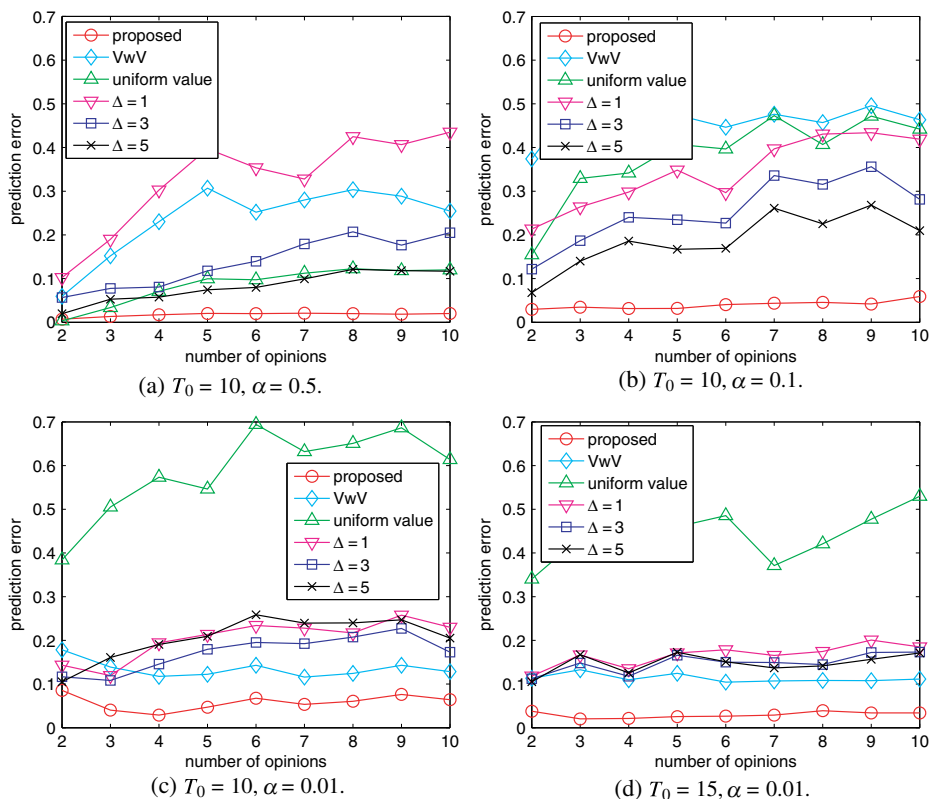 0.7
0.6
0.5
0.4
0.3
0.2
0.1
0
prediction error
proposed
VwV
uniform value
Δ = 1
Δ = 3
Δ = 5
2 3 4 5 6 7 8 9 10
number of opinions
(a) T₀ = 10, α = 0.5.
0.7
0.6
0.5
0.4
0.3
0.2
0.1
0
prediction error
proposed
VwV
uniform value
Δ = 1
Δ = 3
Δ = 5
2 3 4 5 6 7 8 9 10
number of opinions
(b) T₀ = 10, α = 0.1.
0.7
0.6
0.5
0.4
0.3
0.2
0.1
0
prediction error
proposed
VwV
uniform value
Δ = 1
Δ = 3
Δ = 5
2 3 4 5 6 7 8 9 10
number of opinions
(c) T₀ = 10, α = 0.01.
0.7
0.6
0.5
0.4
0.3
0.2
0.1
0
prediction error
proposed
VwV
uniform value
Δ = 1
Δ = 3
Δ = 5
2 3 4 5 6 7 8 9 10
number of opinions
(d) T₀ = 15, α = 0.01.